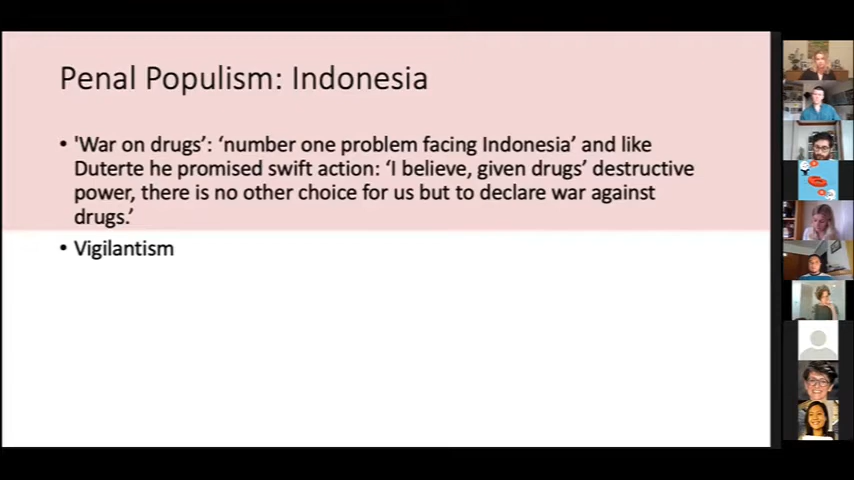 Penal Populism: Indonesia
• 'War on drugs’: ‘number one problem facing Indonesia’ and like
Duterte he promised swift action: ‘I believe, given drugs’ destructive
power, there is no other choice for us but to declare war against
drugs.’
• Vigilantism